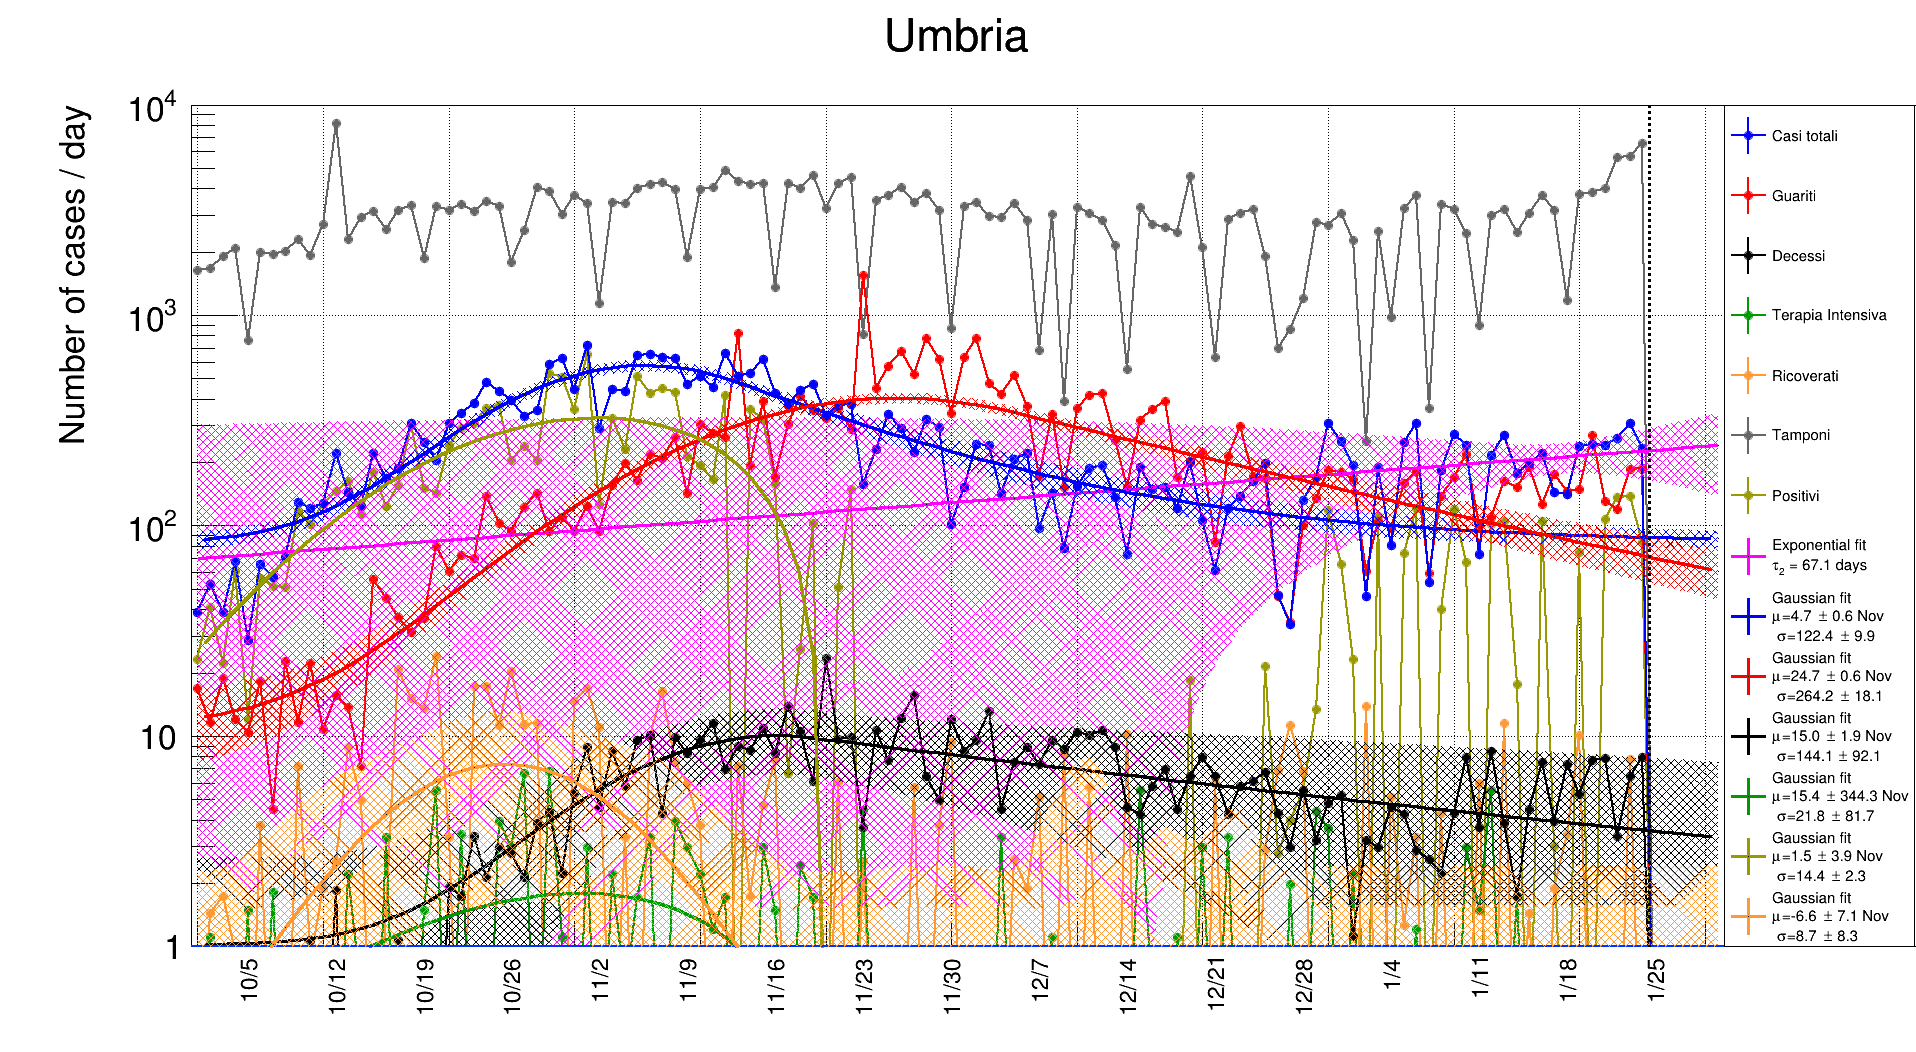 Umbria
Number of cases / day
10⁴
10³
10²
10
1
10/5
10/12
10/19
10/26
11/2
11/9
11/16
11/23
11/30
12/7
12/14
12/21
12/28
1/4
1/11
1/18
1/25
Casi totali
Guariti
Decessi
Terapia Intensiva
Ricoverati
Tamponi
Positivi
Exponential fit
τ₂ = 67.1 days
Gaussian fit
μ=4.7 ± 0.6 Nov
σ=122.4 ± 9.9
Gaussian fit
μ=24.7 ± 0.6 Nov
σ=264.2 ± 18.1
Gaussian fit
μ=15.0 ± 1.9 Nov
σ=144.1 ± 92.1
Gaussian fit
μ=15.4 ± 344.3 Nov
σ=21.8 ± 81.7
Gaussian fit
μ=1.5 ± 3.9 Nov
σ=14.4 ± 2.3
Gaussian fit
μ=-6.6 ± 7.1 Nov
σ=8.7 ± 8.3